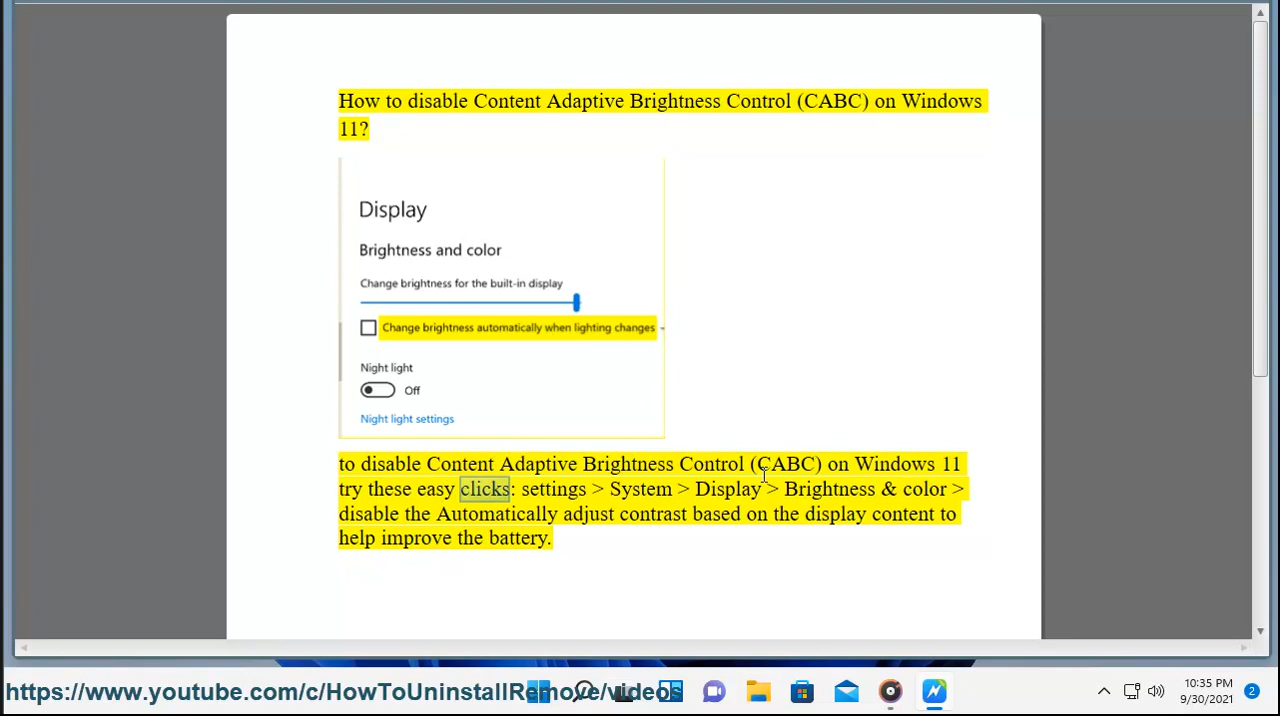 How to disable Content Adaptive Brightness Control (CABC) on Windows
11?
Display
Brightness and color
Change brightness for the built-in display
Change brightness automatically when lighting changes
Night light
Off
Night light settings
to disable Content Adaptive Brightness Control (CABC) on Windows 11
try these easy clicks: settings > System > Display > Brightness & color >
disable the Automatically adjust contrast based on the display content to
help improve the battery.
https://www.youtube.com/c/HowToUninstallRemove/videos
10:35 PM
9/30/2021
2